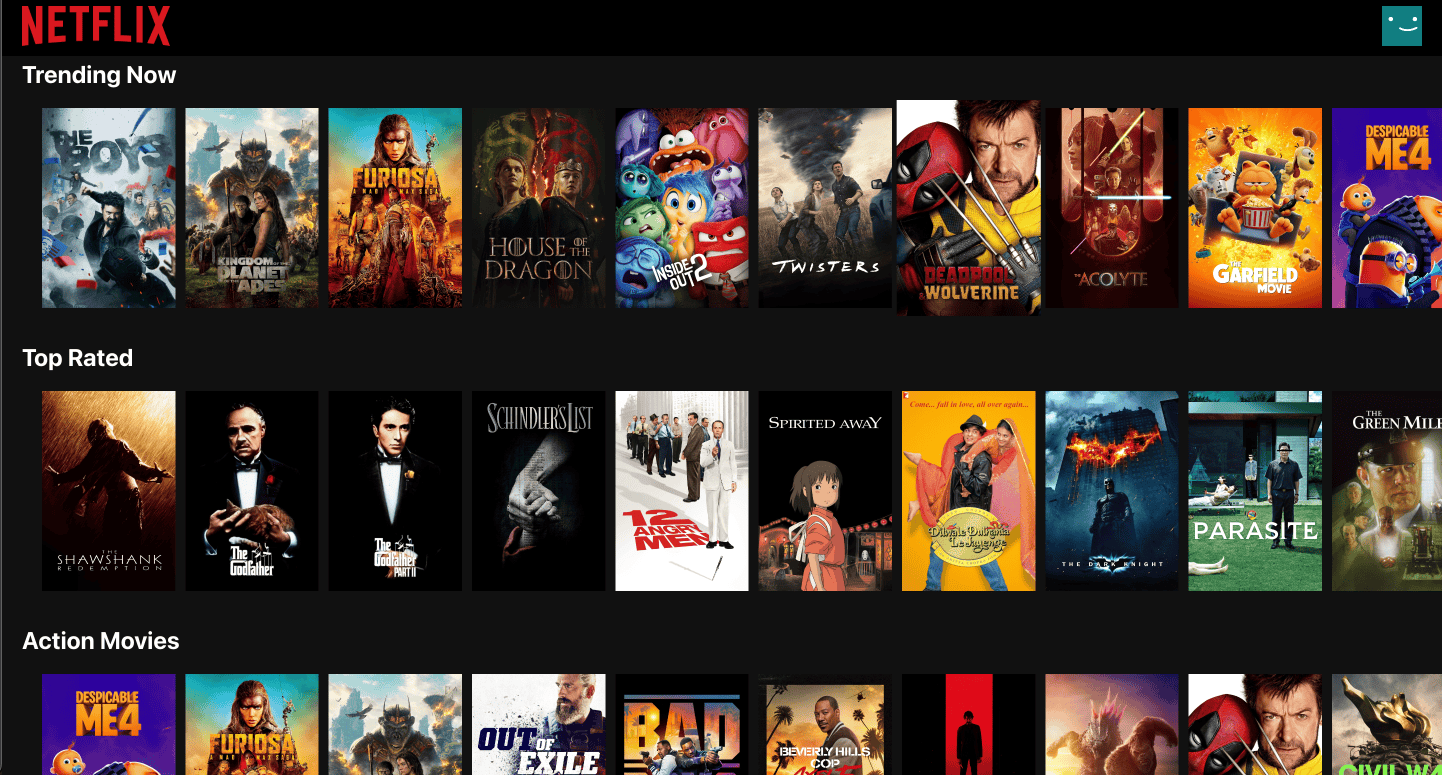 NETFLIX
Trending Now
THE
BOYS
KINGDOM OF THE
PLANET
OF THE
APES
FURIOSA
A MAD MAX SAGA
HOUSE OF THE
DRAGON
INSIDE
OUT 2
TWISTERS
DEADPOOL
& WOLVERINE
THE ACOLYTE
THE
GARFIELD
MOVIE
DESPICABLE
ME4
Top Rated
THE
SHAWSHANK
REDEMPTION
The
Godfather
The
Godfather
PART II
SCHINDLER'S LIST
12
ANGRY
MEN
SPIRITED AWAY
Come... fall in love, all over again...
Dilwale Dulhania
Le Jayenge
THE DARK KNIGHT
PARASITE
THE
GREEN MILE
Action Movies
DESPICABLE
ME4
FURIOSA
A MAD MAX SAGA
OUT OF
EXILE
BAD
BEVERLY HILLS
COP
CIVIL WA